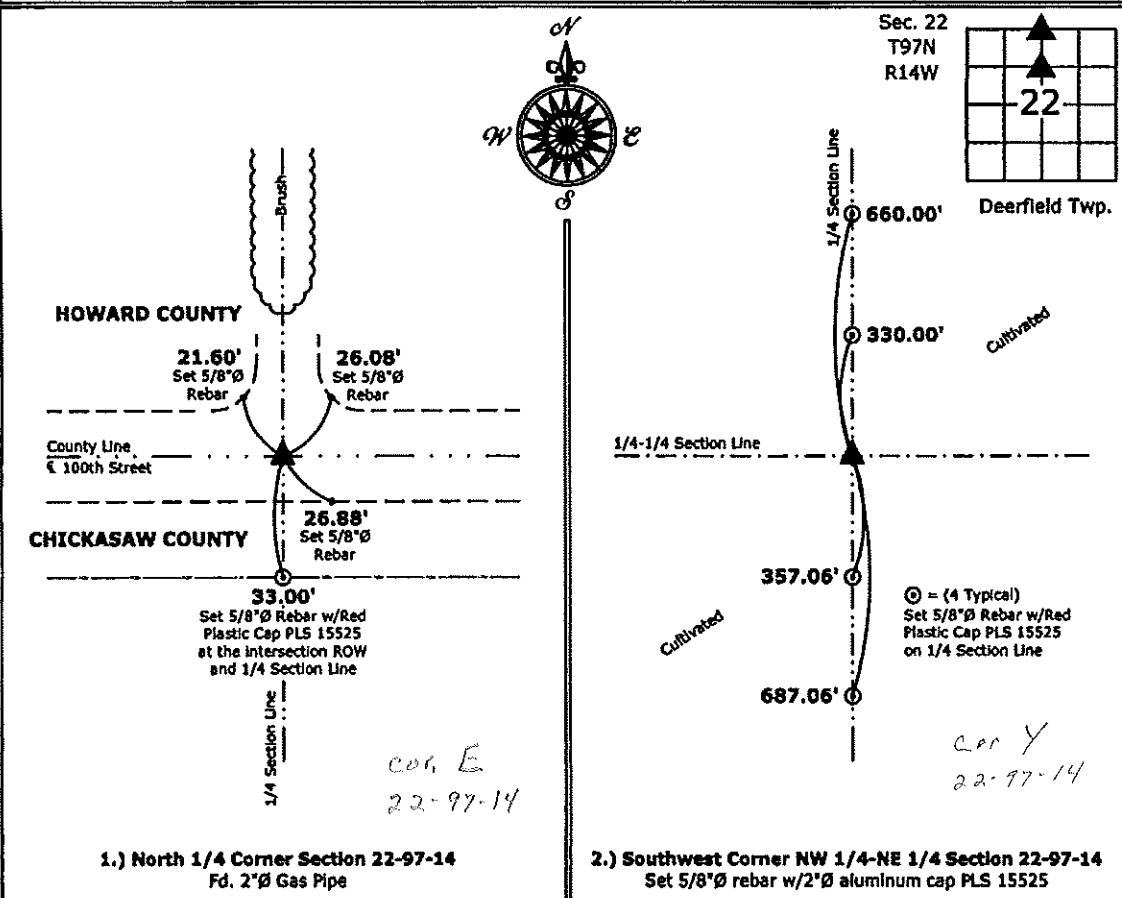 N
W
E
S
Sec. 22
T97N
R14W
22
Deerfield Twp.
Brush
HOWARD COUNTY
21.60'
Set 5/8"Ø
Rebar
26.08'
Set 5/8"Ø
Rebar
County Line
℄ 100th Street
26.88'
Set 5/8"Ø
Rebar
CHICKASAW COUNTY
33.00'
Set 5/8"Ø Rebar w/Red
Plastic Cap PLS 15525
at the intersection ROW
and 1/4 Section Line
1/4 Section Line
cor. E
22-97-14
1.) North 1/4 Corner Section 22-97-14
Fd. 2"Ø Gas Pipe
1/4 Section Line
660.00'
330.00'
Cultivated
1/4-1/4 Section Line
357.06'
Cultivated
687.06'
= (4 Typical)
Set 5/8"Ø Rebar w/Red
Plastic Cap PLS 15525
on 1/4 Section Line
Cor Y
22-97-14
2.) Southwest Corner NW 1/4-NE 1/4 Section 22-97-14
Set 5/8"Ø rebar w/2"Ø aluminum cap PLS 15525